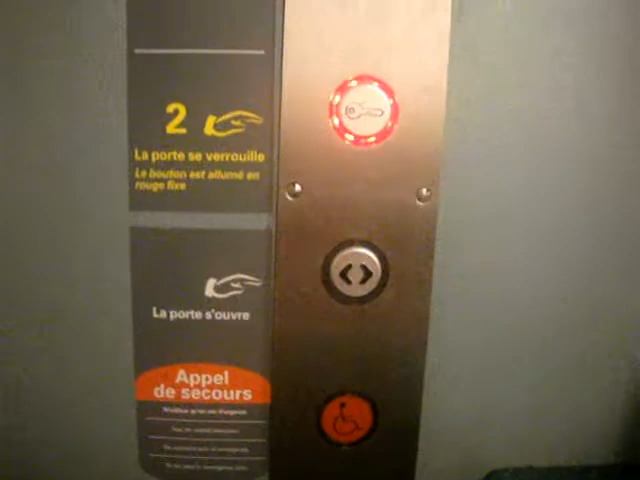 2
La porte se verrouille
Le bouton est allumé en
rouge fixe
La porte s'ouvre
Appel
de secours